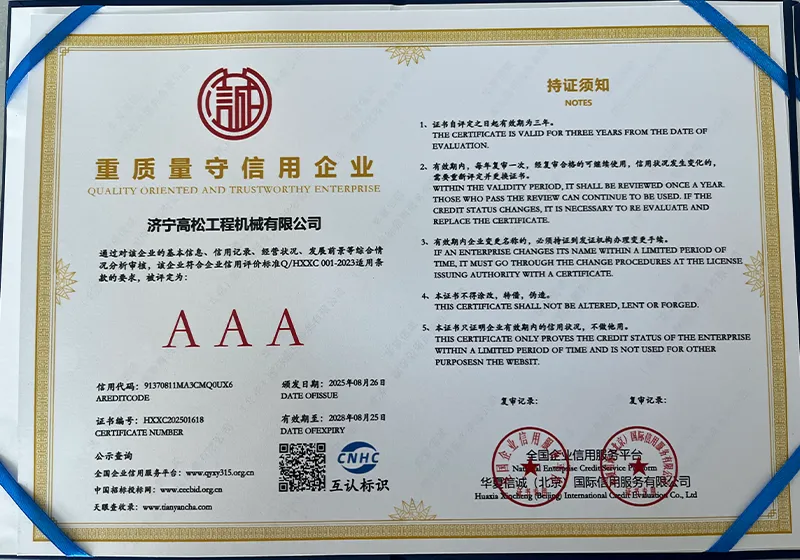 信誠
重质量守信用企业
QUALITY ORIENTED AND TRUSTWORTHY ENTERPRISE
济宁高松工程机械有限公司
通过对该企业的基本信息、信用记录、经营状况、发展前景等综合情
况分析审核，该企业符合企业信用评价标准Q/HXXC 001-2023适用条
款的要求，被评定为：
AAA
信用代码：91370811MA3CMQ0UX6
AREDITCODE
颁发日期：2025年08月26日
DATE OFISSUE
证书编号：HXXC202501618
CERTIFICATE NUMBER
有效期至：2028年08月25日
DATE OFEXPIRY
公示查询
全国企业信用服务平台：www.qyxy315.org.cn
中国招标投标网：www.cecbid.org.cn
天眼查收录：www.tianyancha.com
CNHC
互认标识
持证须知
NOTES
1、证书自评定之日起有效期为三年。
THE CERTIFICATE IS VALID FOR THREE YEARS FROM THE DATE OF
EVALUATION.
2、有效期内，每年复审一次，经复审合格的可继续使用，信用状况发生变化的，
需要重新评定并更换证书。
WITHIN THE VALIDITY PERIOD, IT SHALL BE REVIEWED ONCE A YEAR.
THOSE WHO PASS THE REVIEW CAN CONTINUE TO BE USED. IF THE
CREDIT STATUS CHANGES, IT IS NECESSARY TO RE EVALUATE AND
REPLACE THE CERTIFICATE.
3、有效期内企业变更名称的，必须持证到发证机构办理变更手续。
IF AN ENTERPRISE CHANGES ITS NAME WITHIN A LIMITED PERIOD OF
TIME, IT MUST GO THROUGH THE CHANGE PROCEDURES AT THE LICENSE
ISSUING AUTHORITY WITH A CERTIFICATE.
4、本证书不得涂改，转借，伪造。
THIS CERTIFICATE SHALL NOT BE ALTERED, LENT OR FORGED.
5、本证书只证明企业有效期内的信用状况，不做他用。
THIS CERTIFICATE ONLY PROVES THE CREDIT STATUS OF THE ENTERPRISE
WITHIN A LIMITED PERIOD OF TIME AND IS NOT USED FOR OTHER
PURPOSESN THE WEBSIT.
复审记录：
复审记录：
全国企业信用服务平台
National Enterprise Credit Service Platform
华夏信诚（北京）国际信用服务有限公司
Huaxia Xincheng (Beijing) International Credit Evaluation Co., Ltd